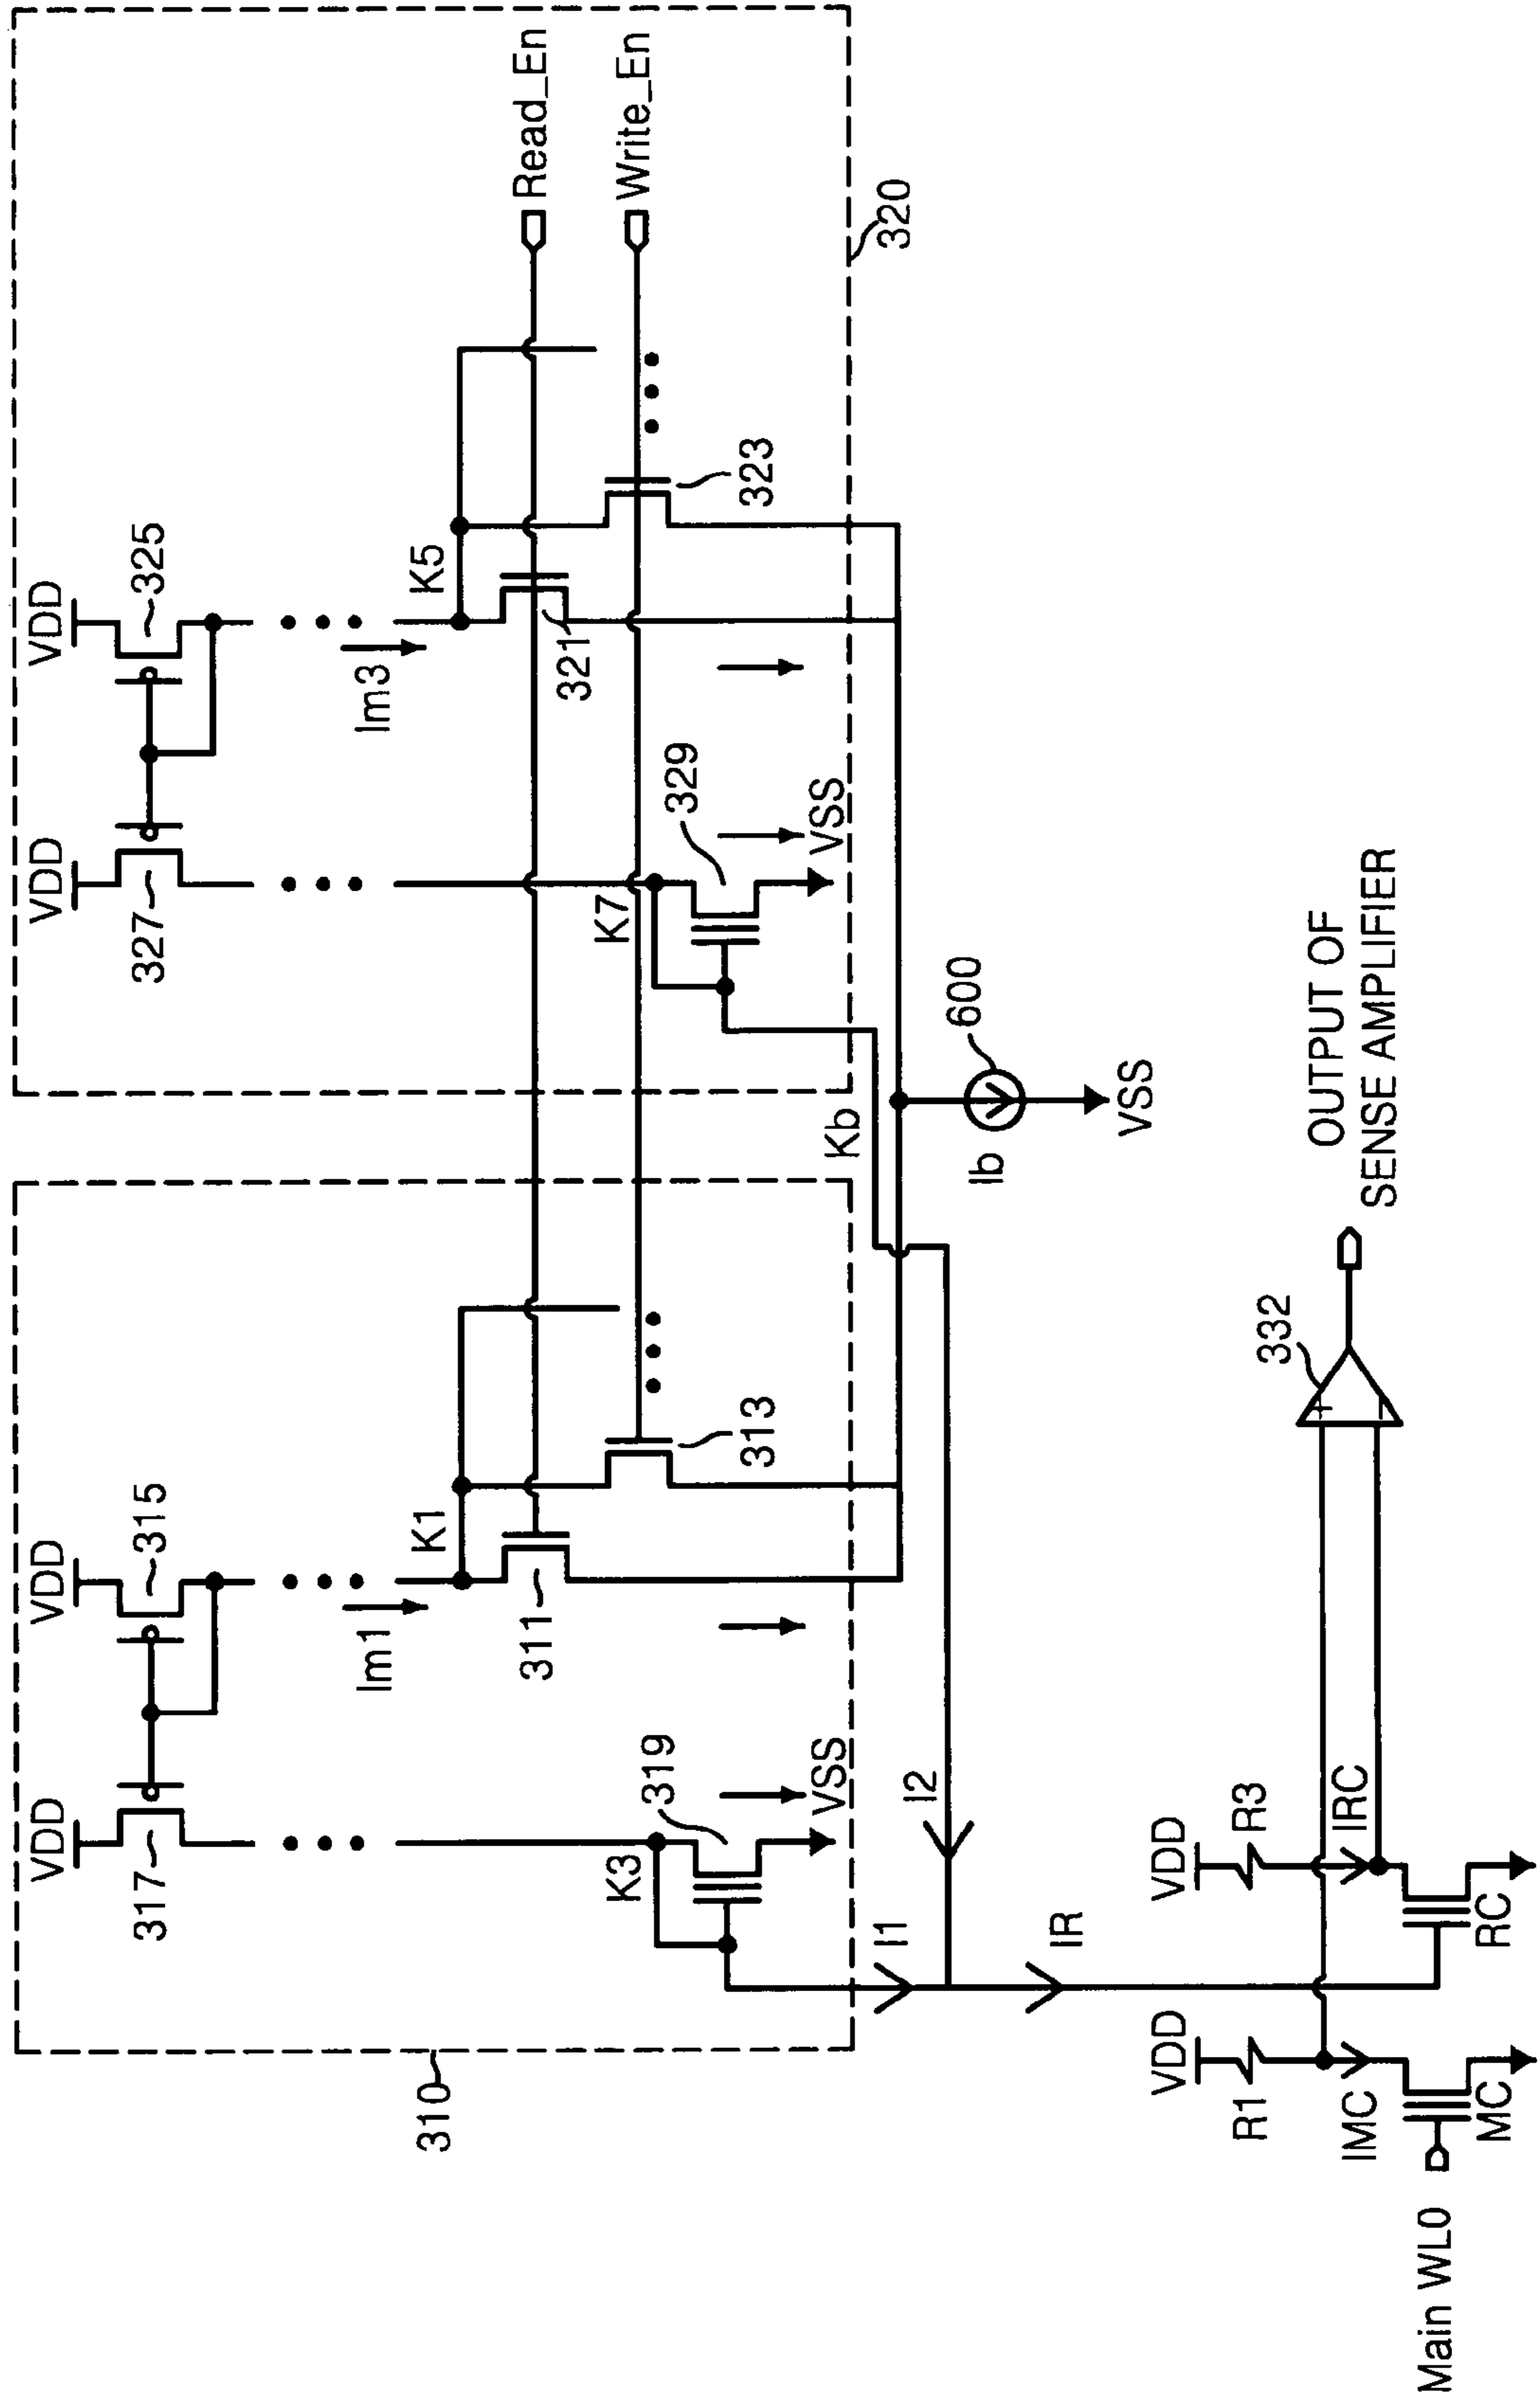 310
VDD
317
VDD
315
Im1
K1
311
313
K3
319
VSS
VDD
327
VDD
325
Im3
K5
321
323
K7
329
VSS
Read_En
Write_En
320
I1
I2
IR
Kb
Ib
600
VSS
VDD
R1
IMC
MC
Main WL0
VDD
R3
IRC
RC
332
+
−
OUTPUT OF
SENSE AMPLIFIER